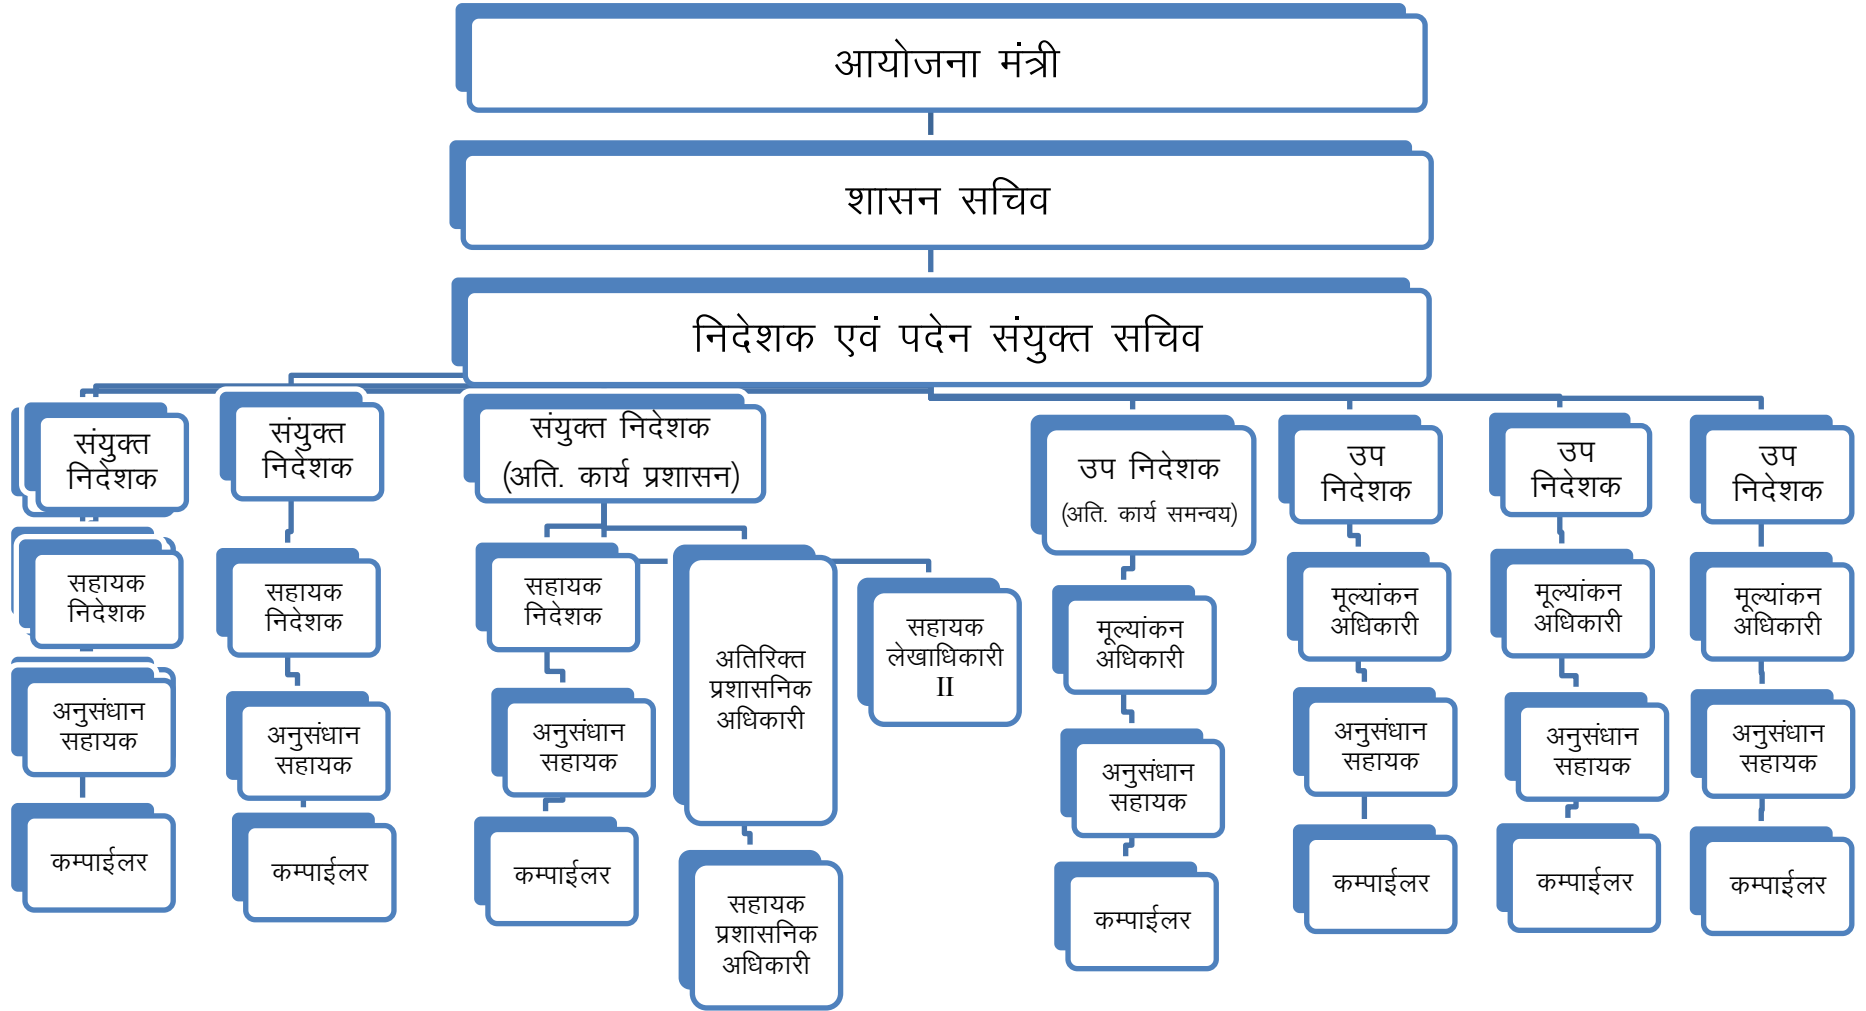 आयोजना मंत्री
शासन सचिव
निदेशक एवं पदेन संयुक्त सचिव
संयुक्त
निदेशक
संयुक्त
निदेशक
संयुक्त निदेशक
(अति. कार्य प्रशासन)
उप निदेशक
(अति. कार्य समन्वय)
उप
निदेशक
उप
निदेशक
उप
निदेशक
सहायक
निदेशक
सहायक
निदेशक
सहायक
निदेशक
अतिरिक्त
प्रशासनिक
अधिकारी
सहायक
लेखाधिकारी
II
मूल्यांकन
अधिकारी
मूल्यांकन
अधिकारी
मूल्यांकन
अधिकारी
मूल्यांकन
अधिकारी
अनुसंधान
सहायक
अनुसंधान
सहायक
अनुसंधान
सहायक
अनुसंधान
सहायक
अनुसंधान
सहायक
अनुसंधान
सहायक
अनुसंधान
सहायक
कम्पाईलर
कम्पाईलर
कम्पाईलर
सहायक
प्रशासनिक
अधिकारी
कम्पाईलर
कम्पाईलर
कम्पाईलर
कम्पाईलर